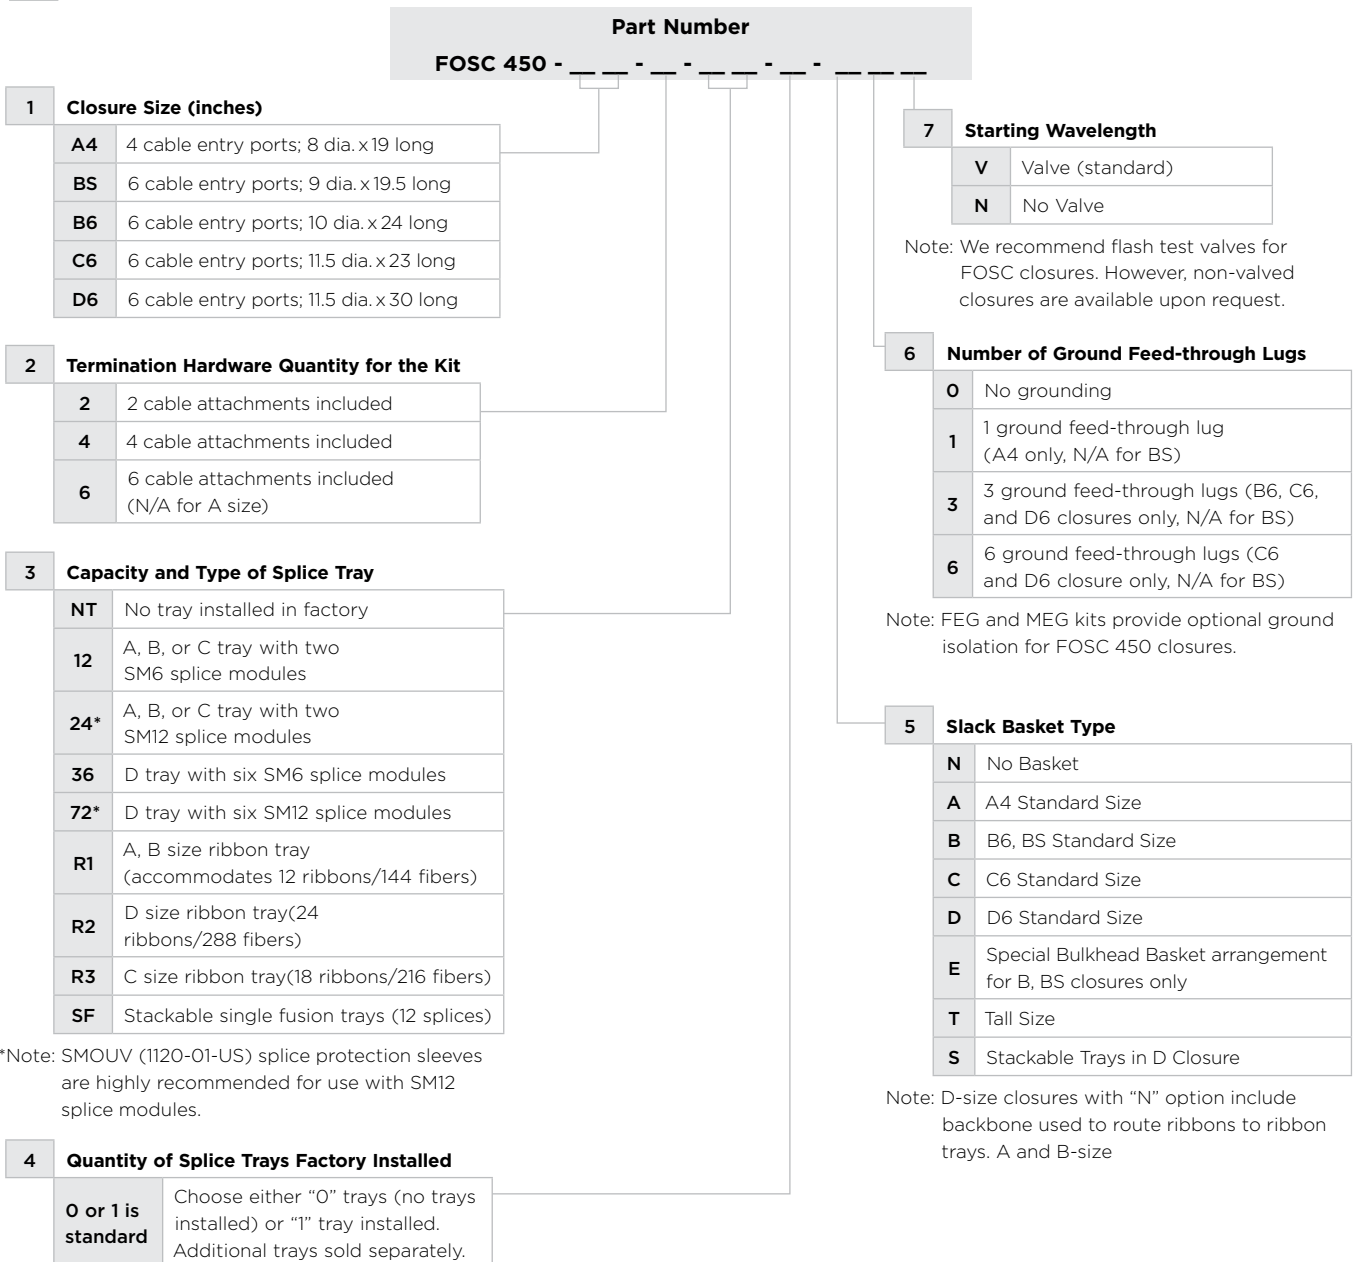 Part Number
FOSC 450 - __ __ - __ - __ __ - __ - __ __ __
1 Closure Size (inches)
A4 4 cable entry ports; 8 dia. x 19 long
BS 6 cable entry ports; 9 dia. x 19.5 long
B6 6 cable entry ports; 10 dia. x 24 long
C6 6 cable entry ports; 11.5 dia. x 23 long
D6 6 cable entry ports; 11.5 dia. x 30 long
2 Termination Hardware Quantity for the Kit
2 2 cable attachments included
4 4 cable attachments included
6 6 cable attachments included
(N/A for A size)
3 Capacity and Type of Splice Tray
NT No tray installed in factory
12 A, B, or C tray with two
SM6 splice modules
24* A, B, or C tray with two
SM12 splice modules
36 D tray with six SM6 splice modules
72* D tray with six SM12 splice modules
R1 A, B size ribbon tray
(accommodates 12 ribbons/144 fibers)
R2 D size ribbon tray(24
ribbons/288 fibers)
R3 C size ribbon tray(18 ribbons/216 fibers)
SF Stackable single fusion trays (12 splices)
*Note: SMOUV (1120-01-US) splice protection sleeves
are highly recommended for use with SM12
splice modules.
4 Quantity of Splice Trays Factory Installed
0 or 1 is
standard
Choose either “0” trays (no trays
installed) or “1” tray installed.
Additional trays sold separately.
7 Starting Wavelength
V Valve (standard)
N No Valve
Note: We recommend flash test valves for
FOSC closures. However, non-valved
closures are available upon request.
6 Number of Ground Feed-through Lugs
0 No grounding
1 1 ground feed-through lug
(A4 only, N/A for BS)
3 3 ground feed-through lugs (B6, C6,
and D6 closures only, N/A for BS)
6 6 ground feed-through lugs (C6
and D6 closure only, N/A for BS)
Note: FEG and MEG kits provide optional ground
isolation for FOSC 450 closures.
5 Slack Basket Type
N No Basket
A A4 Standard Size
B B6, BS Standard Size
C C6 Standard Size
D D6 Standard Size
E Special Bulkhead Basket arrangement
for B, BS closures only
T Tall Size
S Stackable Trays in D Closure
Note: D-size closures with “N” option include
backbone used to route ribbons to ribbon
trays. A and B-size